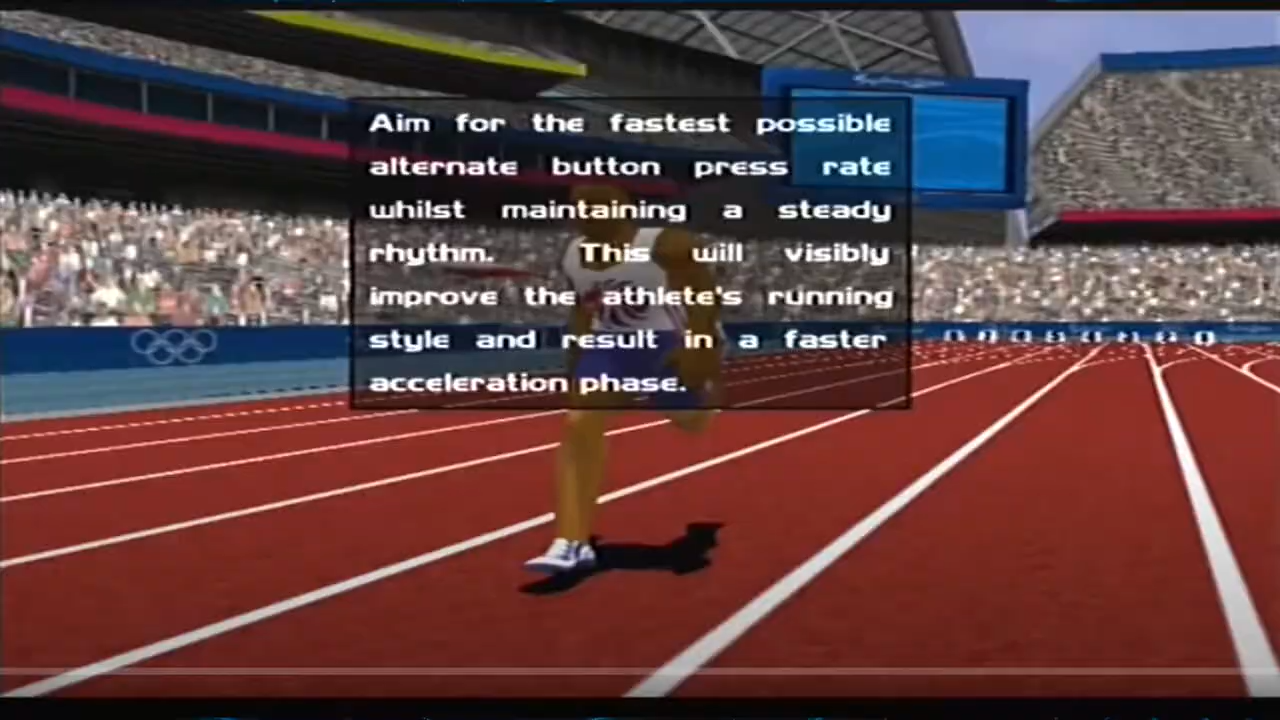 Aim for the fastest possible
alternate button press rate
whilst maintaining a steady
rhythm. This will visibly
improve the athlete's running
style and result in a faster
acceleration phase.